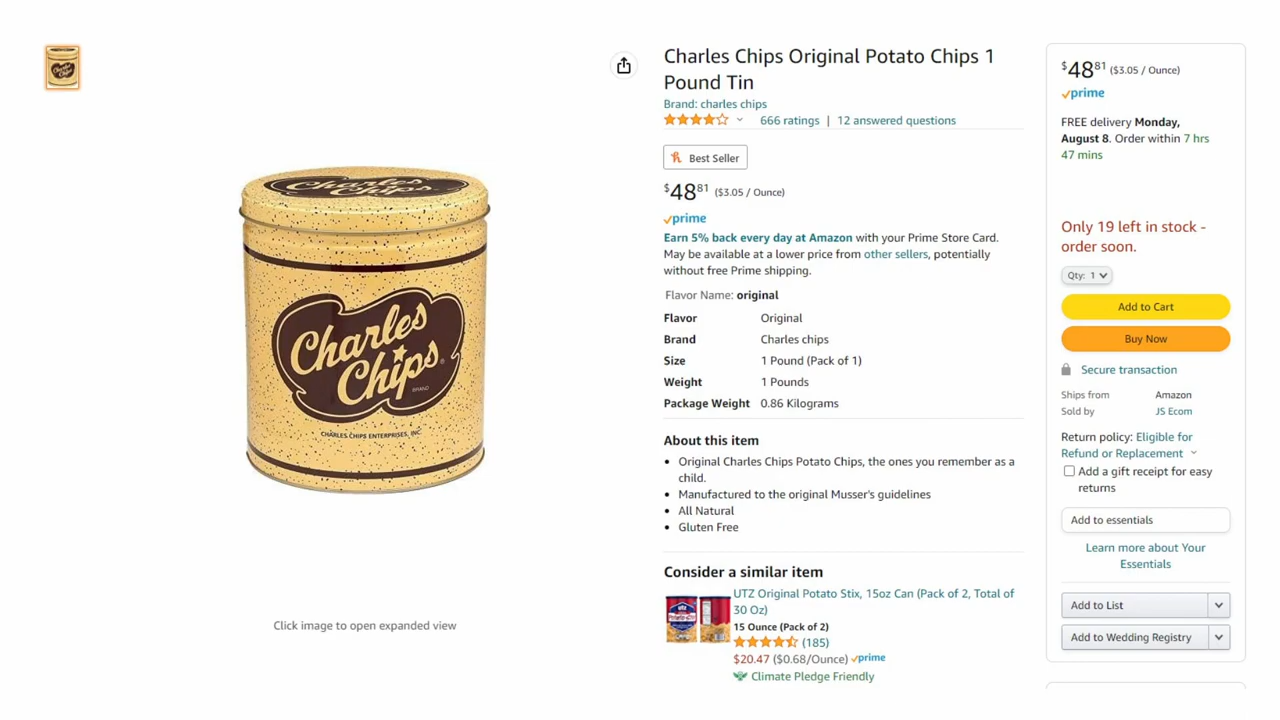 Charles Chips
Charles
Chips
BRAND
CHARLES CHIPS ENTERPRISES, INC.
Click image to open expanded view
Charles Chips Original Potato Chips 1
Pound Tin
Brand: charles chips
666 ratings | 12 answered questions
Best Seller
$48 81 ($3.05 / Ounce)
prime
Earn 5% back every day at Amazon with your Prime Store Card.
May be available at a lower price from other sellers, potentially
without free Prime shipping.
Flavor Name: original
Flavor Original
Brand Charles chips
Size 1 Pound (Pack of 1)
Weight 1 Pounds
Package Weight 0.86 Kilograms
About this item
• Original Charles Chips Potato Chips, the ones you remember as a
child.
• Manufactured to the original Musser's guidelines
• All Natural
• Gluten Free
Consider a similar item
UTZ Original Potato Stix, 15oz Can (Pack of 2, Total of
30 Oz)
15 Ounce (Pack of 2)
(185)
$20.47 ($0.68/Ounce) prime
Climate Pledge Friendly
$48 81 ($3.05 / Ounce)
prime
FREE delivery Monday,
August 8. Order within 7 hrs
47 mins
Only 19 left in stock -
order soon.
Qty: 1
Add to Cart
Buy Now
Secure transaction
Ships from Amazon
Sold by JS Ecom
Return policy: Eligible for
Refund or Replacement
Add a gift receipt for easy
returns
Add to essentials
Learn more about Your
Essentials
Add to List
Add to Wedding Registry